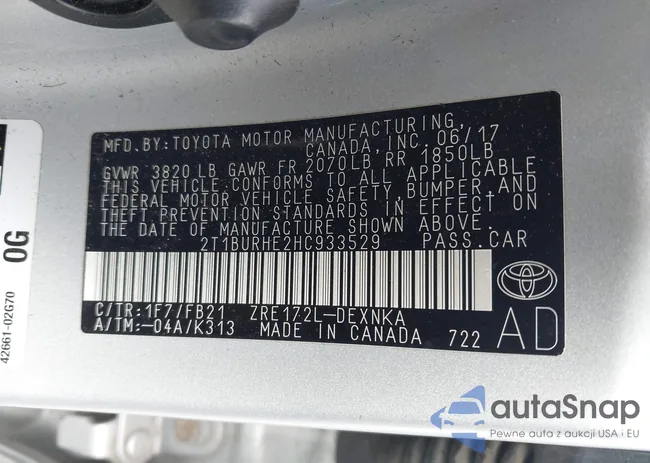 MFD.BY:TOYOTA MOTOR MANUFACTURING
CANADA, INC.06/17
GVWR 3820 LB GAWR FR 2070LB RR 1850LB
THIS VEHICLE CONFORMS TO ALL APPLICABLE
FEDERAL MOTOR VEHICLE SAFETY, BUMPER, AND
THEFT PREVENTION STANDARDS IN EFFECT ON
THE DATE OF MANUFACTURE SHOWN ABOVE.
2T1BURHE2HC933529 PASS.CAR
C/TR:1F7/FB21 ZRE172L-DEXNKA
A/TM:-04A/K313 MADE IN CANADA 722
AD
0G
42661-02G70
autaSnap
Pewne auta z aukcji USA i EU